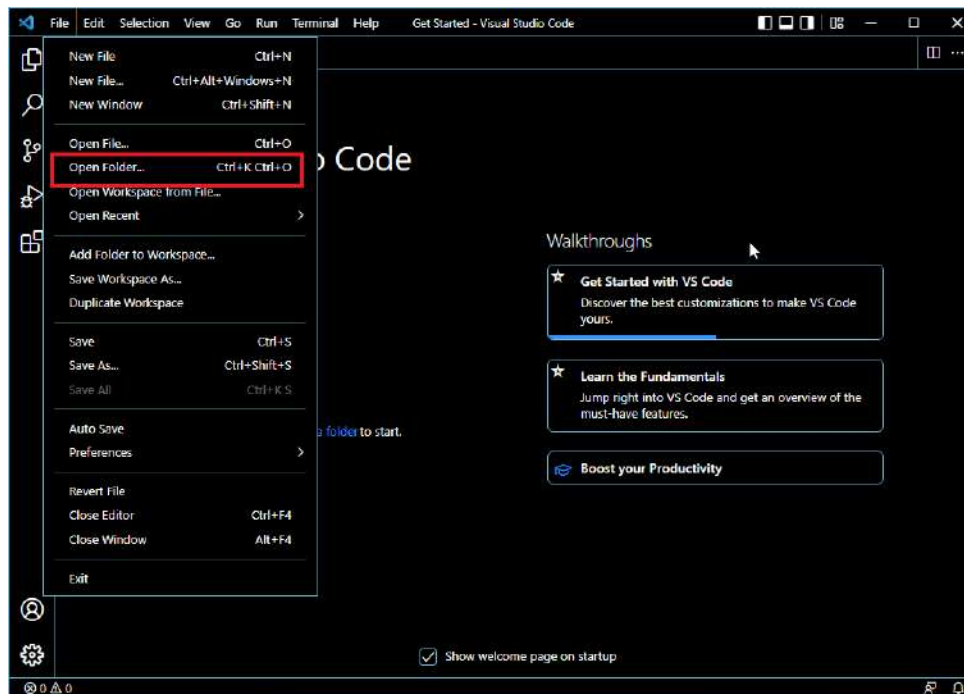 File Edit Selection View Go Run Terminal Help Get Started - Visual Studio Code
New File Ctrl+N
New File... Ctrl+Alt+Windows+N
New Window Ctrl+Shift+N
Open File... Ctrl+O
Open Folder... Ctrl+K Ctrl+O
Open Workspace from File...
Open Recent
Add Folder to Workspace...
Save Workspace As...
Duplicate Workspace
Save Ctrl+S
Save As... Ctrl+Shift+S
Save All Ctrl+K S
Auto Save
Preferences
Revert File
Close Editor Ctrl+F4
Close Window Alt+F4
Exit
o Code
a folder to start.
Walkthroughs
Get Started with VS Code
Discover the best customizations to make VS Code
yours.
Learn the Fundamentals
Jump right into VS Code and get an overview of the
must-have features.
Boost your Productivity
Show welcome page on startup
0 0